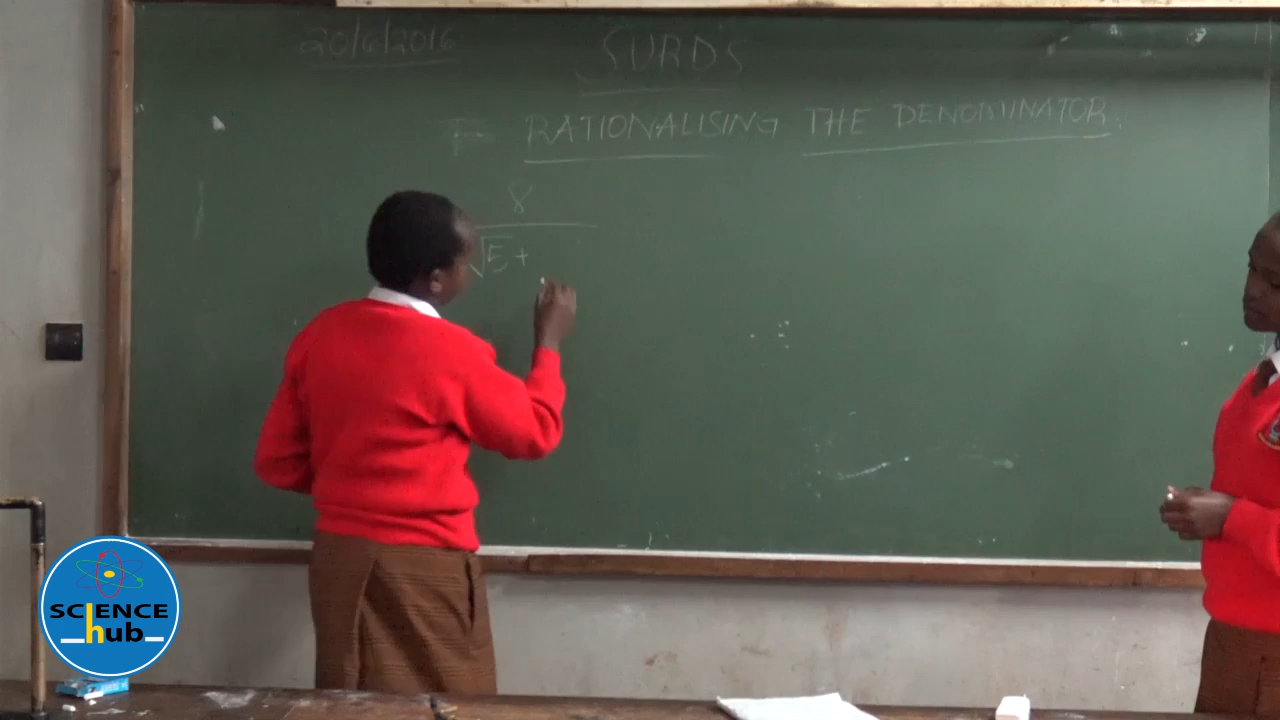 20/6/2016
SURDS
RATIONALISING THE DENOMINATOR
8
√5 +
SCIENCE
hub